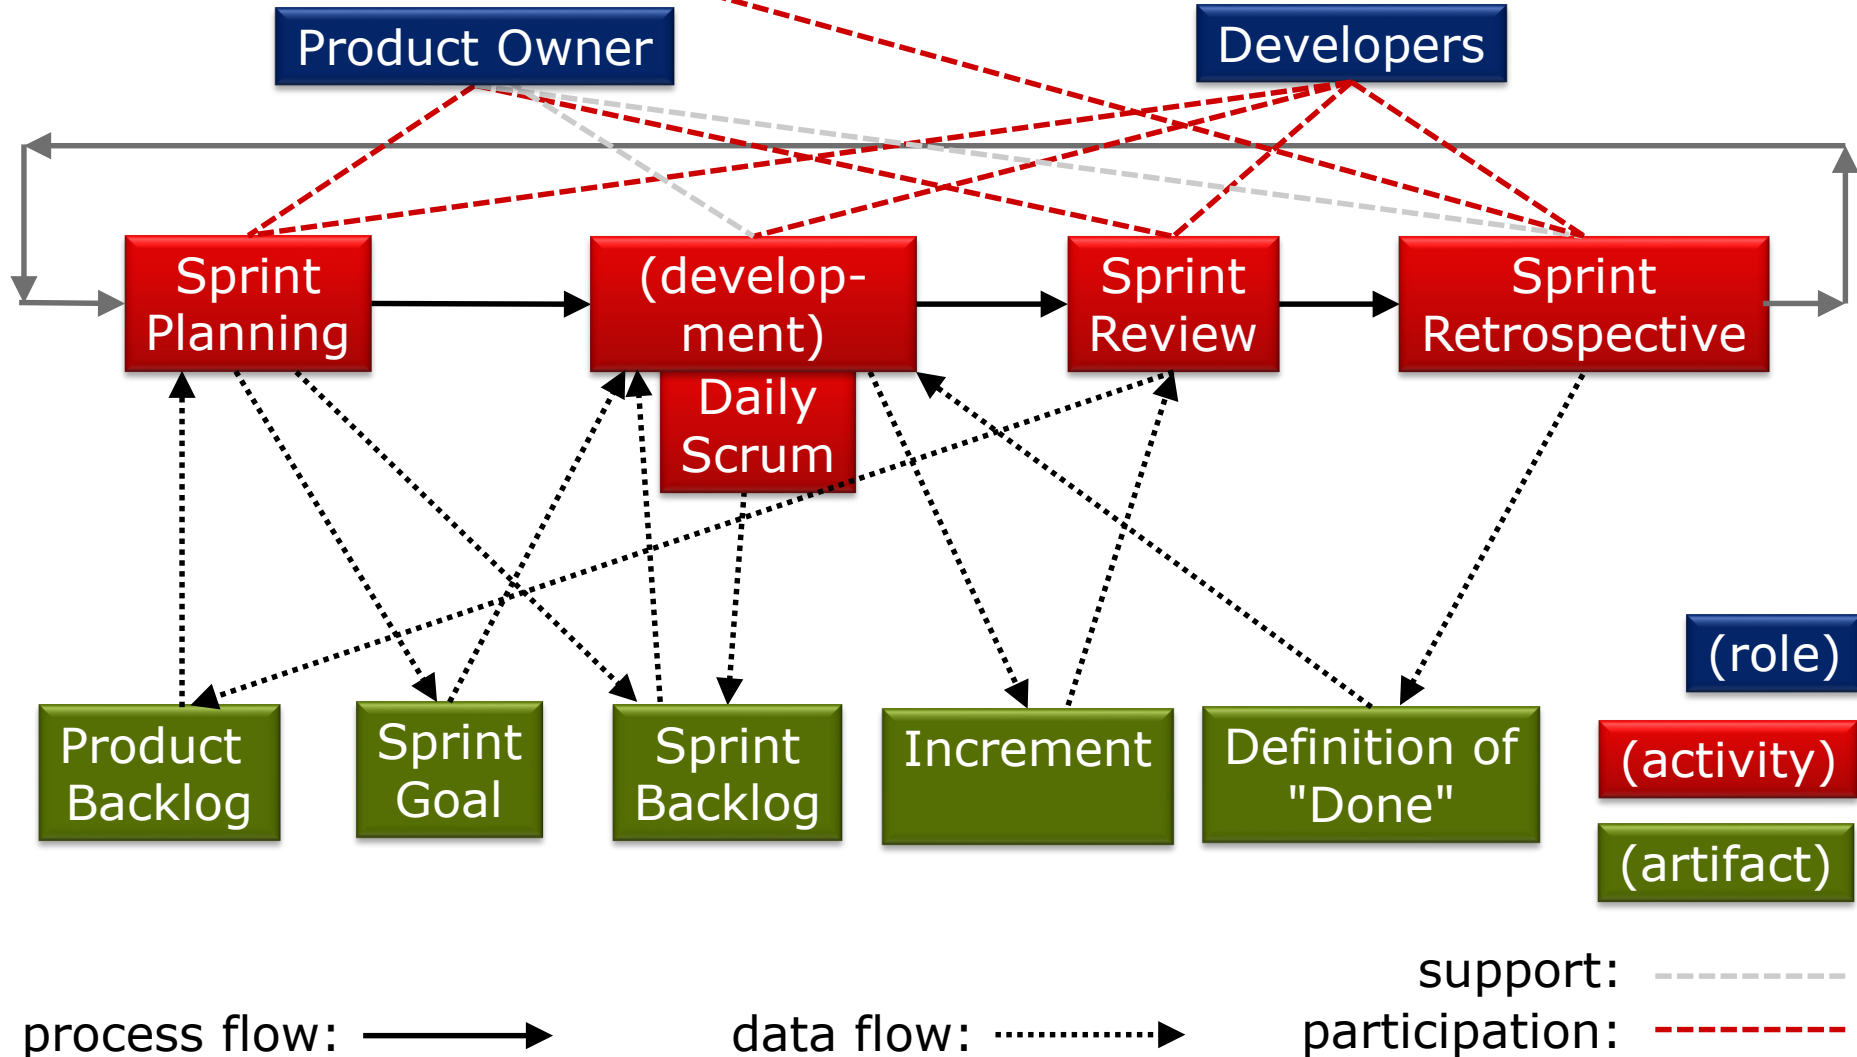 Product Owner
Developers
Sprint
Planning
(develop-
ment)
Sprint
Review
Sprint
Retrospective
Daily
Scrum
(role)
Product
Backlog
Sprint
Goal
Sprint
Backlog
Increment
Definition of
"Done"
(activity)
(artifact)
support:
process flow:
data flow:
participation: